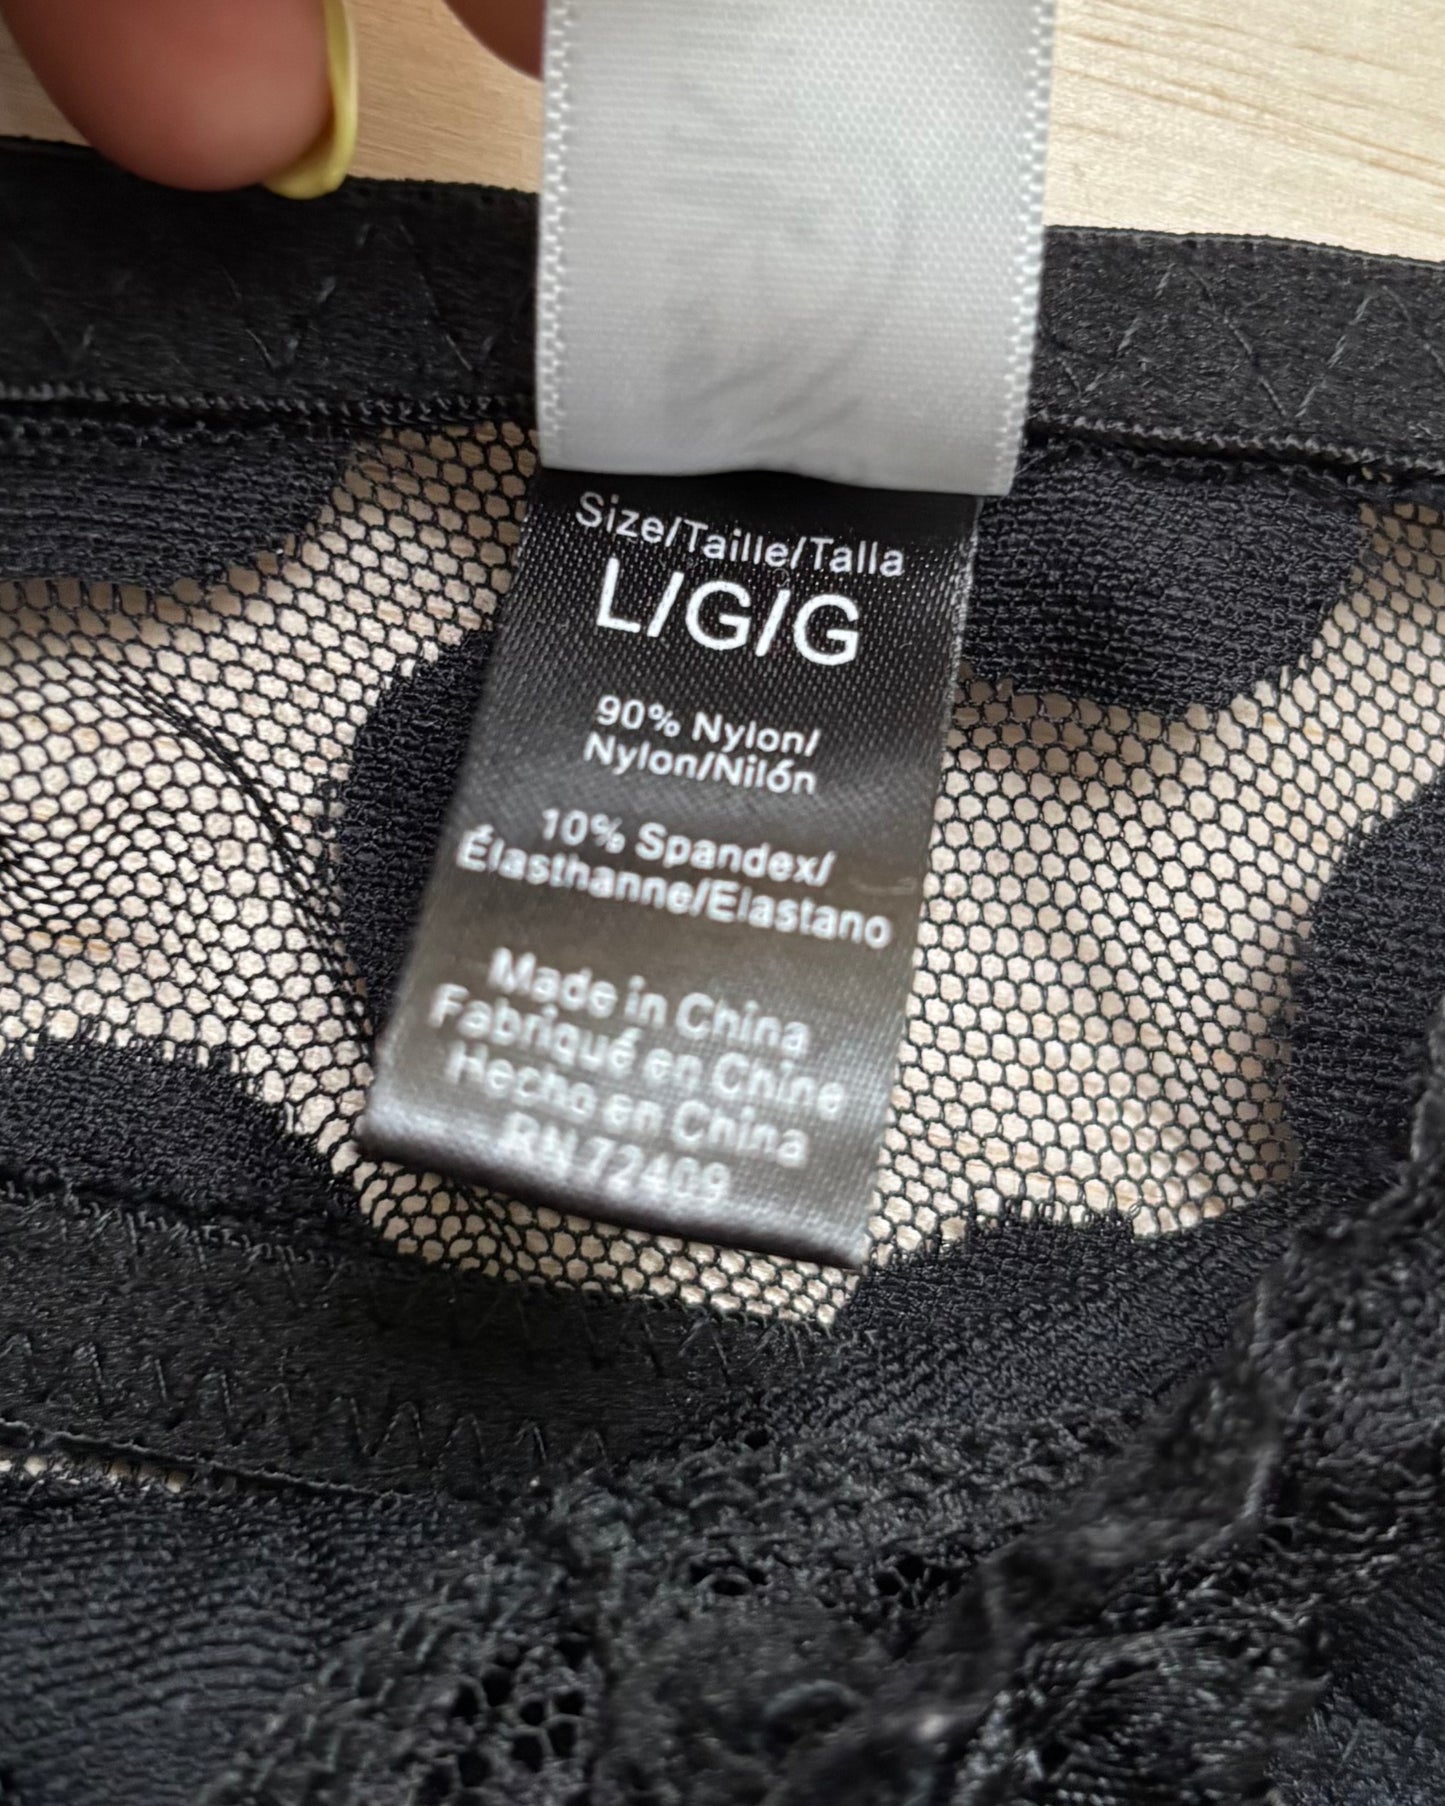 Size/Taille/Talla
L/G/G
90% Nylon/
Nylon/Nilón
10% Spandex/
Élasthanne/Elastano
Made in China
Fabriqué en Chine
Hecho en China
RN 72409